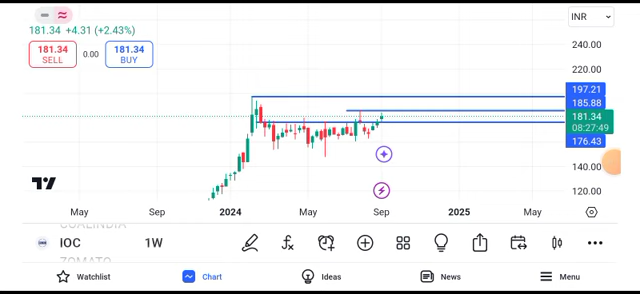 INR
181.34 +4.31 (+2.43%)
181.34
SELL
0.00
181.34
BUY
240.00
220.00
197.21
185.88
181.34
08:27:49
176.43
140.00
120.00
May
Sep
2024
May
Sep
2025
May
COALINDIA
IOC
1W
ZOMATO
Watchlist
Chart
Ideas
News
Menu